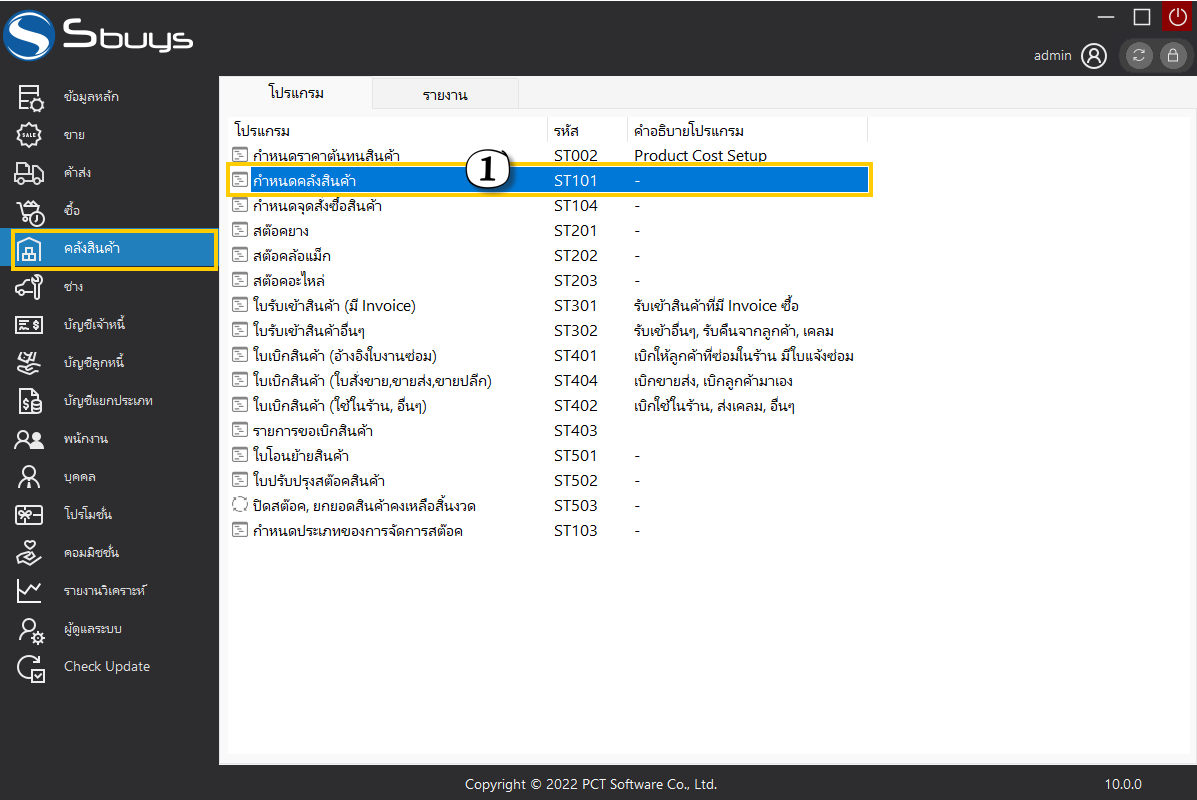 Sbuys
admin
ข้อมูลหลัก
ขาย
ค้าส่ง
ซื้อ
คลังสินค้า
ช่าง
บัญชีเจ้าหนี้
บัญชีลูกหนี้
บัญชีแยกประเภท
พนักงาน
บุคคล
โปรโมชั่น
คอมมิชชั่น
รายงานวิเคราะห์
ผู้ดูแลระบบ
Check Update
โปรแกรม รายงาน
โปรแกรม รหัส คำอธิบายโปรแกรม
กำหนดราคาต้นทุนสินค้า ST002 Product Cost Setup
1
กำหนดคลังสินค้า ST101 -
กำหนดจุดสั่งซื้อสินค้า ST104 -
สต๊อคยาง ST201 -
สต๊อคล้อแม็ก ST202 -
สต๊อคอะไหล่ ST203 -
ใบรับเข้าสินค้า (มี Invoice) ST301 รับเข้าสินค้าที่มี Invoice ซื้อ
ใบรับเข้าสินค้าอื่นๆ ST302 รับเข้าอื่นๆ, รับคืนจากลูกค้า, เคลม
ใบเบิกสินค้า (อ้างอิงใบงานซ่อม) ST401 เบิกให้ลูกค้าที่ซ่อมในร้าน มีใบแจ้งซ่อม
ใบเบิกสินค้า (ใบสั่งขาย,ขายส่ง,ขายปลีก) ST404 เบิกขายส่ง, เบิกลูกค้ามาเอง
ใบเบิกสินค้า (ใช้ในร้าน, อื่นๆ) ST402 เบิกใช้ในร้าน, ส่งเคลม, อื่นๆ
รายการขอเบิกสินค้า ST403
ใบโอนย้ายสินค้า ST501 -
ใบปรับปรุงสต๊อคสินค้า ST502 -
ปิดสต๊อค, ยกยอดสินค้าคงเหลือสิ้นงวด ST503 -
กำหนดประเภทของการจัดการสต๊อค ST103 -
Copyright © 2022 PCT Software Co., Ltd. 10.0.0